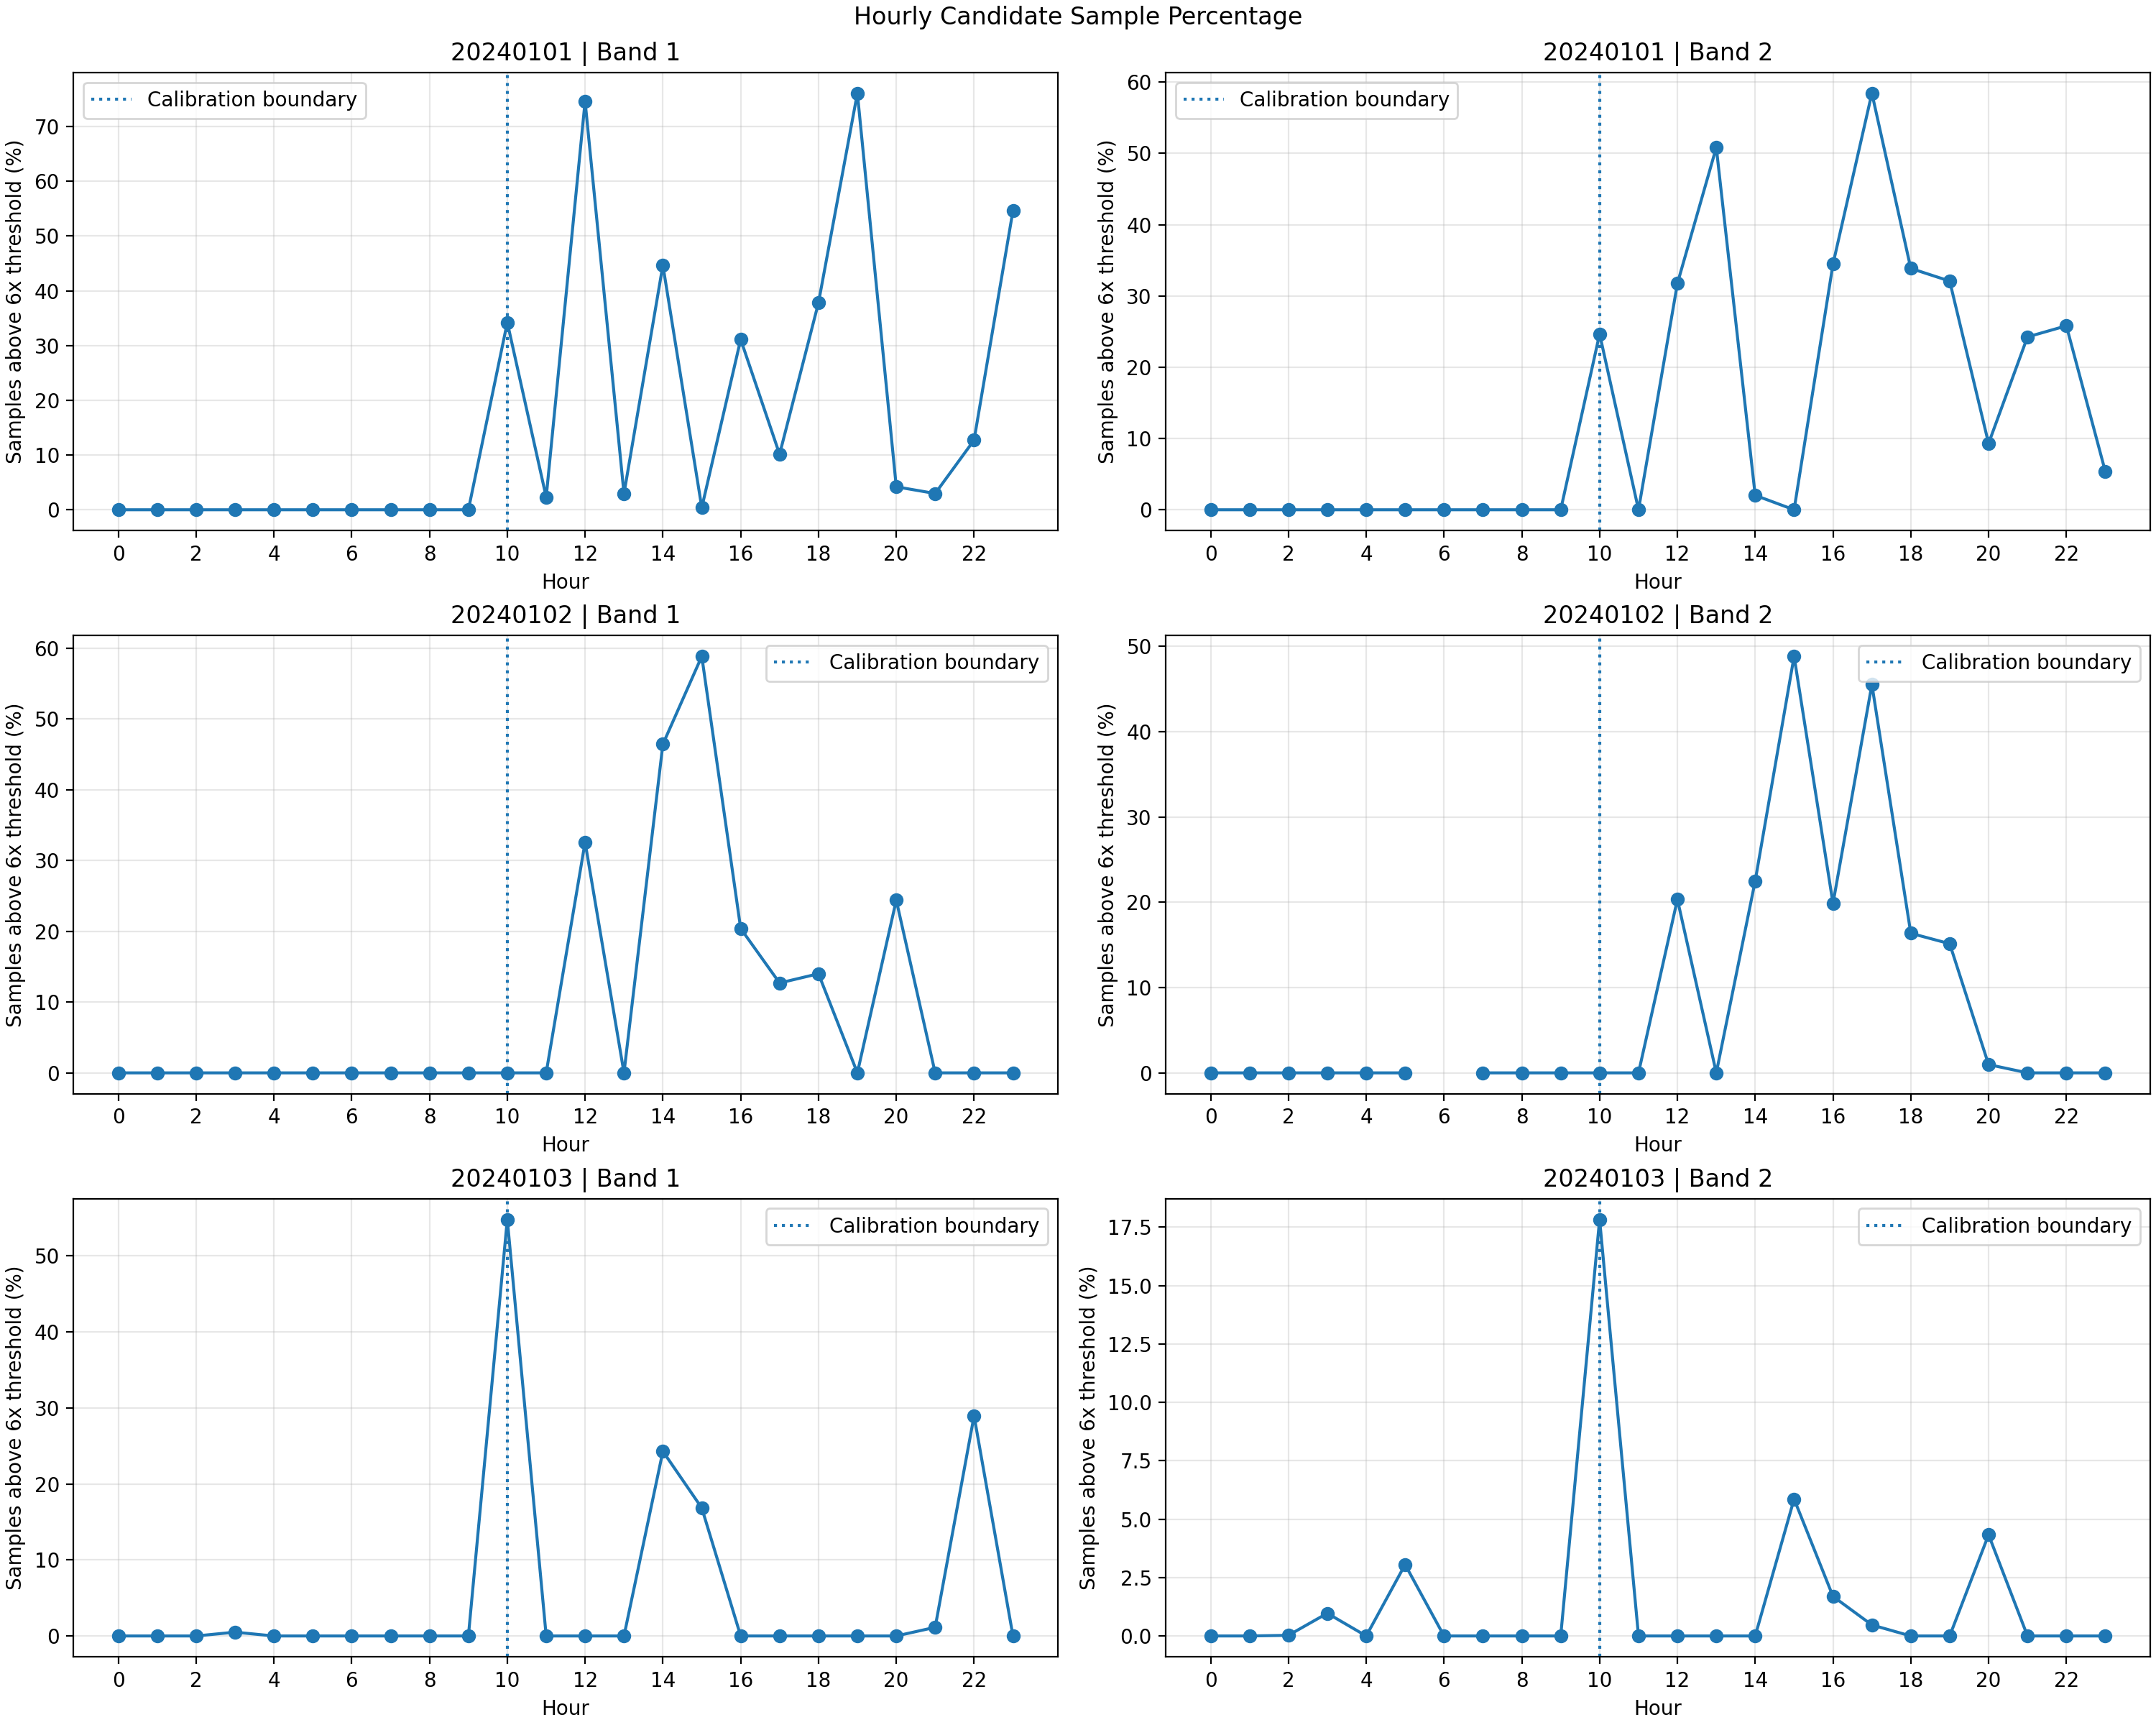 Hourly Candidate Sample Percentage
20240101 | Band 1
Calibration boundary
Samples above 6x threshold (%)
70
60
50
40
30
20
10
0
0 2 4 6 8 10 12 14 16 18 20 22
Hour
20240101 | Band 2
Calibration boundary
Samples above 6x threshold (%)
60
50
40
30
20
10
0
0 2 4 6 8 10 12 14 16 18 20 22
Hour
20240102 | Band 1
Calibration boundary
Samples above 6x threshold (%)
60
50
40
30
20
10
0
0 2 4 6 8 10 12 14 16 18 20 22
Hour
20240102 | Band 2
Calibration boundary
Samples above 6x threshold (%)
50
40
30
20
10
0
0 2 4 6 8 10 12 14 16 18 20 22
Hour
20240103 | Band 1
Calibration boundary
Samples above 6x threshold (%)
50
40
30
20
10
0
0 2 4 6 8 10 12 14 16 18 20 22
Hour
20240103 | Band 2
Calibration boundary
Samples above 6x threshold (%)
17.5
15.0
12.5
10.0
7.5
5.0
2.5
0.0
0 2 4 6 8 10 12 14 16 18 20 22
Hour